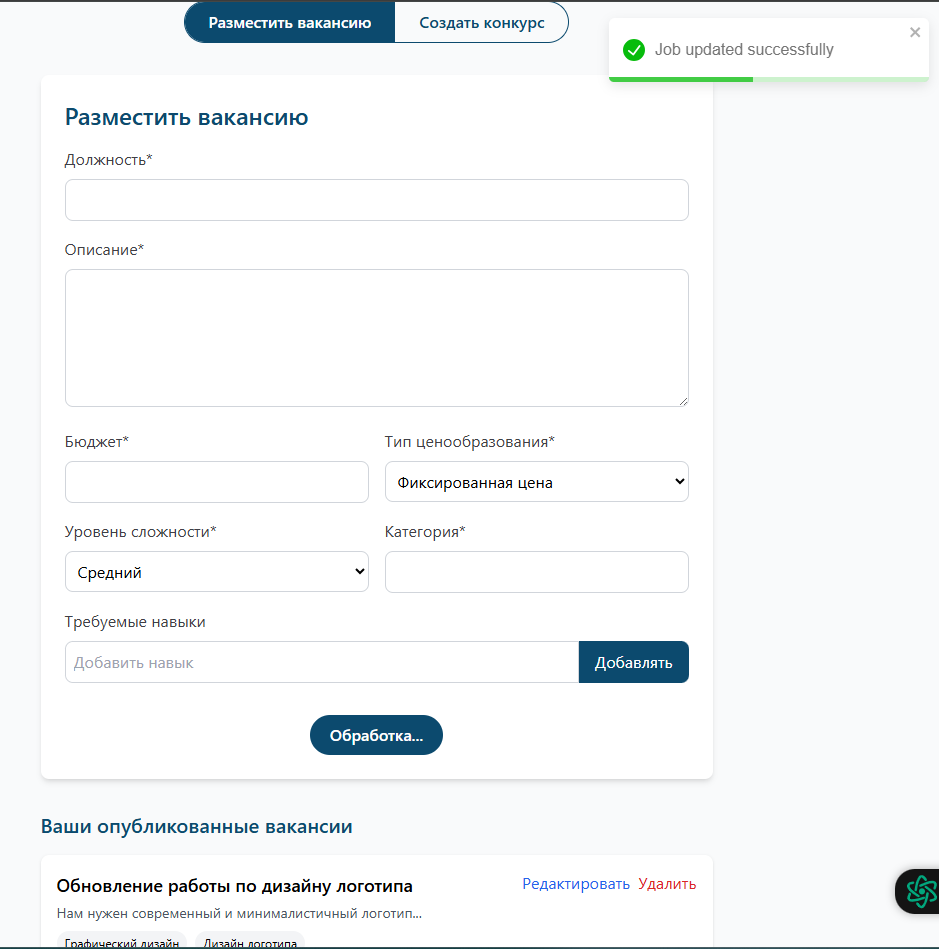 Разместить вакансию
Создать конкурс
Job updated successfully
Разместить вакансию
Должность*
Описание*
Бюджет*
Тип ценообразования*
Фиксированная цена
Уровень сложности*
Категория*
Средний
Требуемые навыки
Добавить навык
Добавлять
Обработка...
Ваши опубликованные вакансии
Обновление работы по дизайну логотипа
Редактировать Удалить
Нам нужен современный и минималистичный логотип...
Графический дизайн
Дизайн логотипа